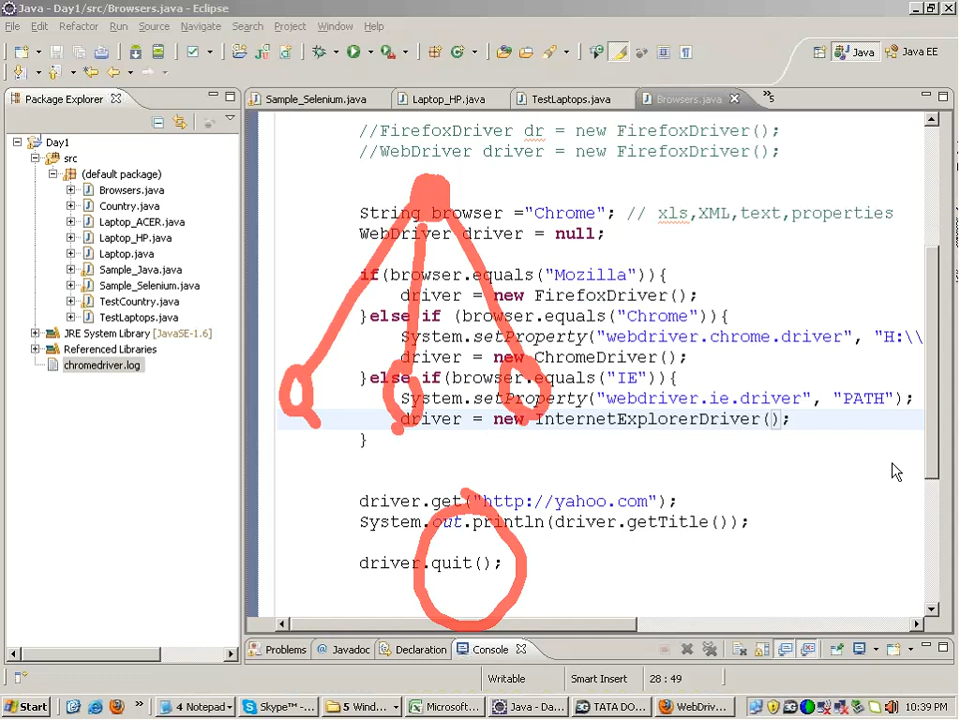 Java - Day1/src/Browsers.java - Eclipse
File Edit Refactor Run Source Navigate Search Project Tools Window Help
Java Java EE
Package Explorer
Sample_Selenium.java Laptop_HP.java TestLaptops.java Browsers.java »5
Day1
src
(default package)
Browsers.java
Country.java
Laptop_ACER.java
Laptop_HP.java
Laptop.java
Sample_Java.java
Sample_Selenium.java
TestCountry.java
TestLaptops.java
JRE System Library [JavaSE-1.6]
Referenced Libraries
chromedriver.log
//FirefoxDriver dr = new FirefoxDriver();
//WebDriver driver = new FirefoxDriver();
String browser ="Chrome"; // xls,XML,text,properties
WebDriver driver = null;
if(browser.equals("Mozilla")){
driver = new FirefoxDriver();
}else if (browser.equals("Chrome")){
System.setProperty("webdriver.chrome.driver", "H:\\
driver = new ChromeDriver();
}else if(browser.equals("IE")){
System.setProperty("webdriver.ie.driver", "PATH");
driver = new InternetExplorerDriver();
}
driver.get("http://yahoo.com");
System.out.println(driver.getTitle());
driver.quit();
Problems Javadoc Declaration Console
Writable Smart Insert 28 : 49
Start 4 Notepad Skype™ -... 5 Wind... Microsoft... Java - Da... TATA DO... WebDriv... 10:39 PM